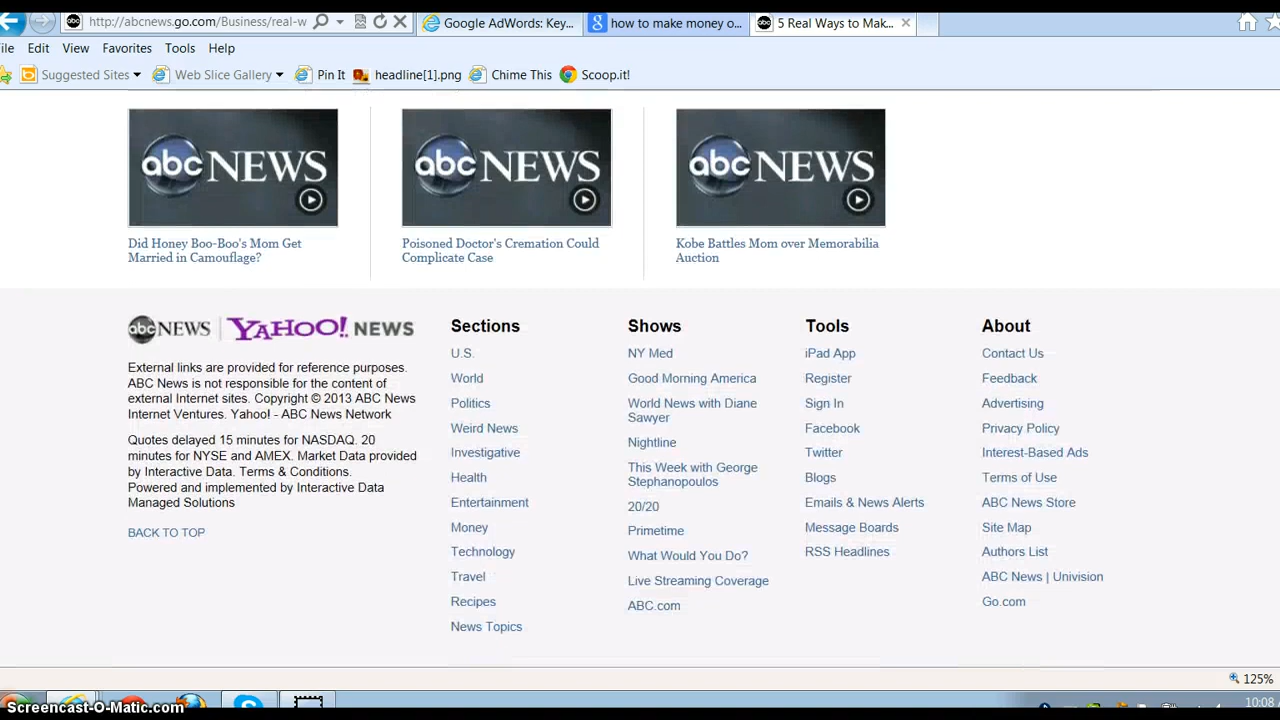 http://abcnews.go.com/Business/real-w
Google AdWords: Key...
how to make money o...
5 Real Ways to Mak...
File Edit View Favorites Tools Help
Suggested Sites Web Slice Gallery Pin It headline[1].png Chime This Scoop.it!
abc NEWS
abc NEWS
abc NEWS
Did Honey Boo-Boo's Mom Get
Married in Camouflage?
Poisoned Doctor's Cremation Could
Complicate Case
Kobe Battles Mom over Memorabilia
Auction
abc NEWS YAHOO! NEWS
External links are provided for reference purposes.
ABC News is not responsible for the content of
external Internet sites. Copyright © 2013 ABC News
Internet Ventures. Yahoo! - ABC News Network
Quotes delayed 15 minutes for NASDAQ. 20
minutes for NYSE and AMEX. Market Data provided
by Interactive Data. Terms & Conditions.
Powered and implemented by Interactive Data
Managed Solutions
BACK TO TOP
Sections
U.S.
World
Politics
Weird News
Investigative
Health
Entertainment
Money
Technology
Travel
Recipes
News Topics
Shows
NY Med
Good Morning America
World News with Diane
Sawyer
Nightline
This Week with George
Stephanopoulos
20/20
Primetime
What Would You Do?
Live Streaming Coverage
ABC.com
Tools
iPad App
Register
Sign In
Facebook
Twitter
Blogs
Emails & News Alerts
Message Boards
RSS Headlines
About
Contact Us
Feedback
Advertising
Privacy Policy
Interest-Based Ads
Terms of Use
ABC News Store
Site Map
Authors List
ABC News | Univision
Go.com
125%
10:08
Screencast-O-Matic.com